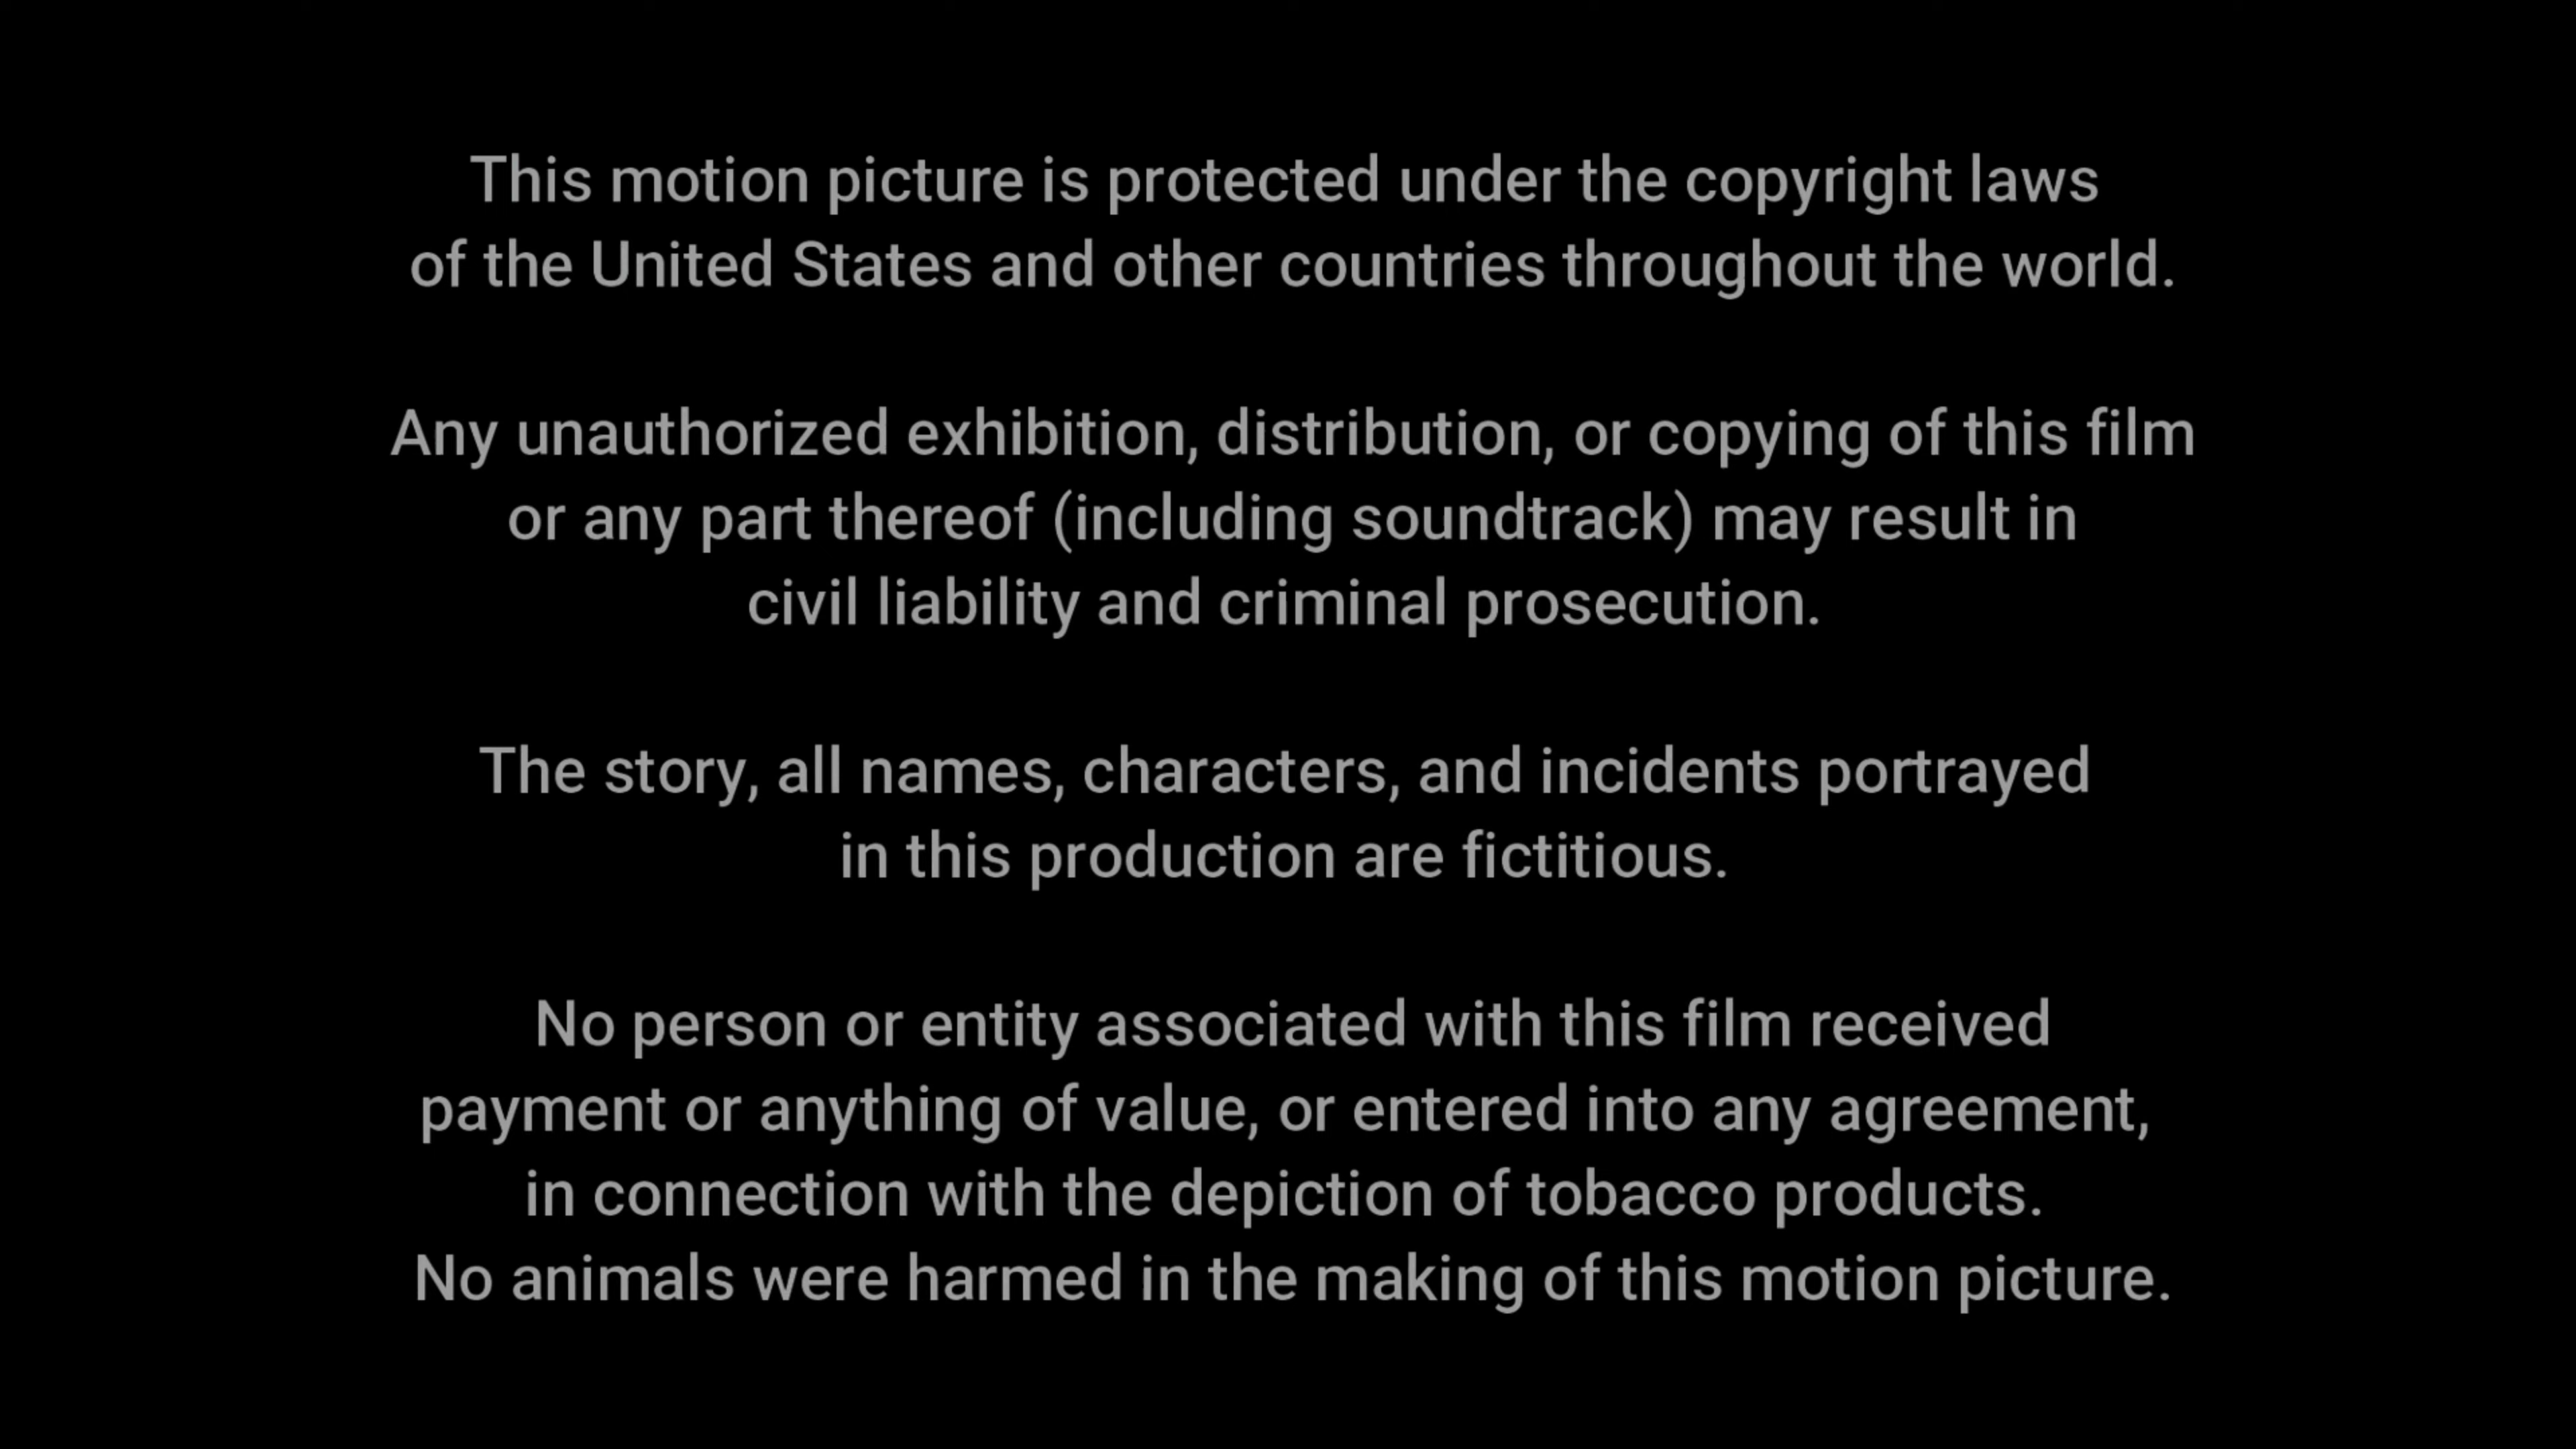 This motion picture is protected under the copyright laws
of the United States and other countries throughout the world.
Any unauthorized exhibition, distribution, or copying of this film
or any part thereof (including soundtrack) may result in
civil liability and criminal prosecution.
The story, all names, characters, and incidents portrayed
in this production are fictitious.
No person or entity associated with this film received
payment or anything of value, or entered into any agreement,
in connection with the depiction of tobacco products.
No animals were harmed in the making of this motion picture.